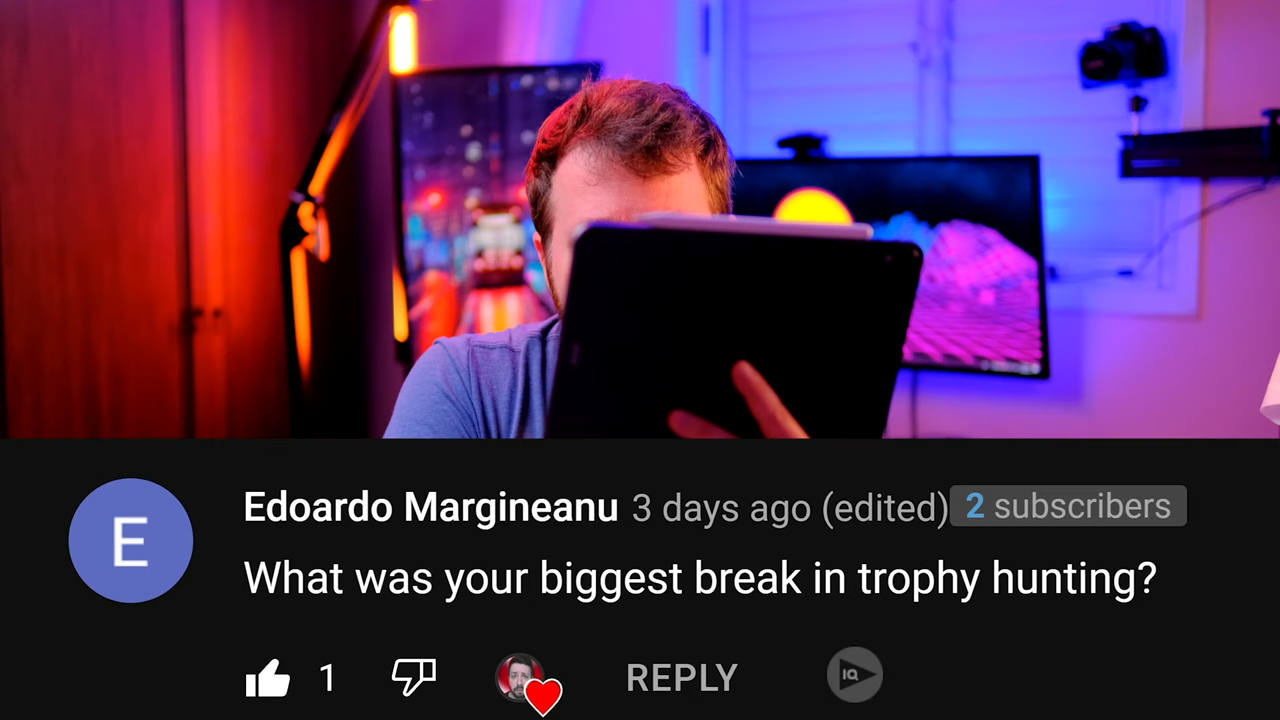 E
Edoardo Margineanu 3 days ago (edited) 2 subscribers
What was your biggest break in trophy hunting?
1
REPLY
IQ